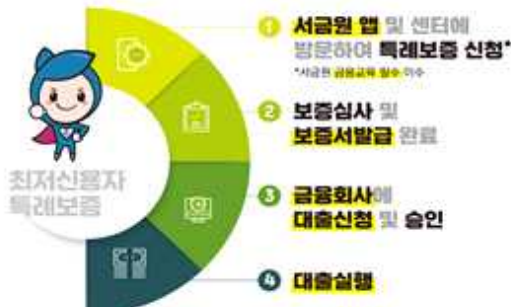 최저신용자
특례보증
1 서금원 앱 및 센터에
방문하여 특례보증 신청*
*서금원 금융교육 필수 이수
2 보증심사 및
보증서발급 완료
3 금융회사에
대출신청 및 승인
4 대출실행